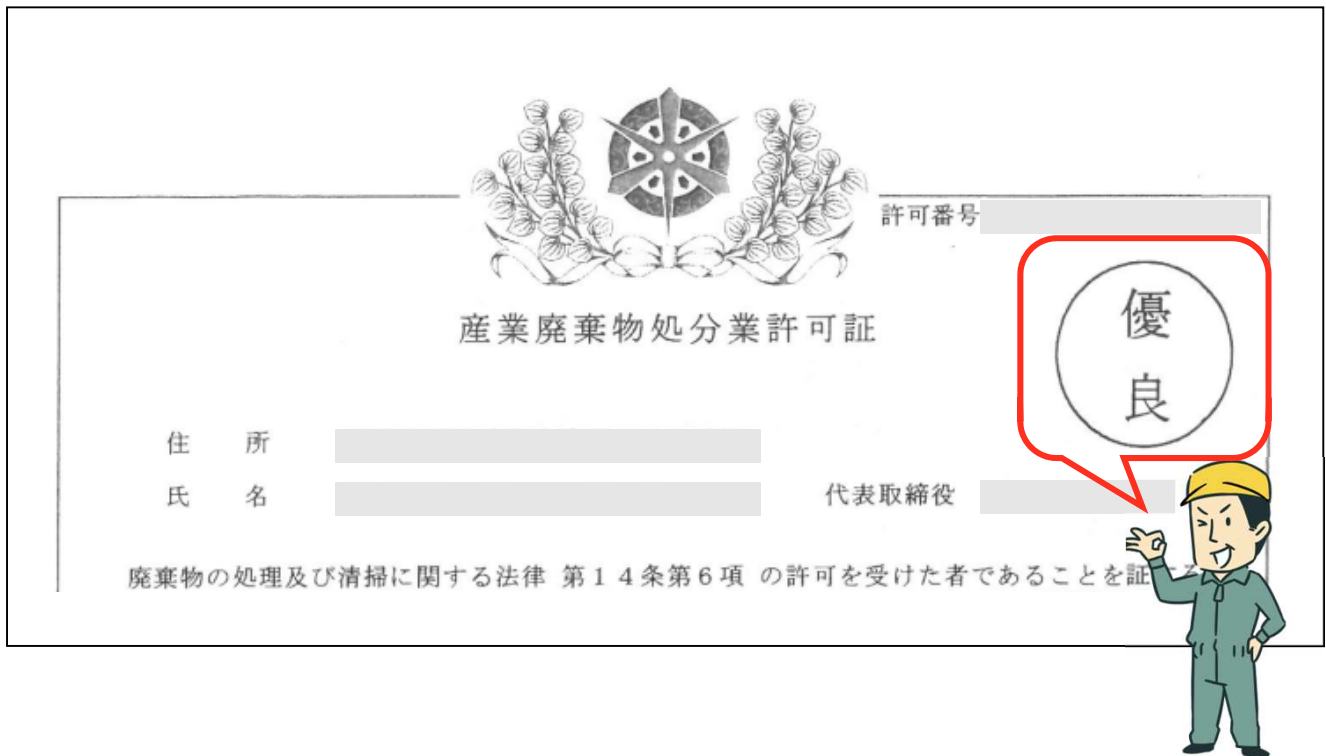 許可番号
産業廃棄物処分業許可証
優
良
住 所
氏 名
代表取締役
廃棄物の処理及び清掃に関する法律 第14条第6項 の許可を受けた者であることを証する